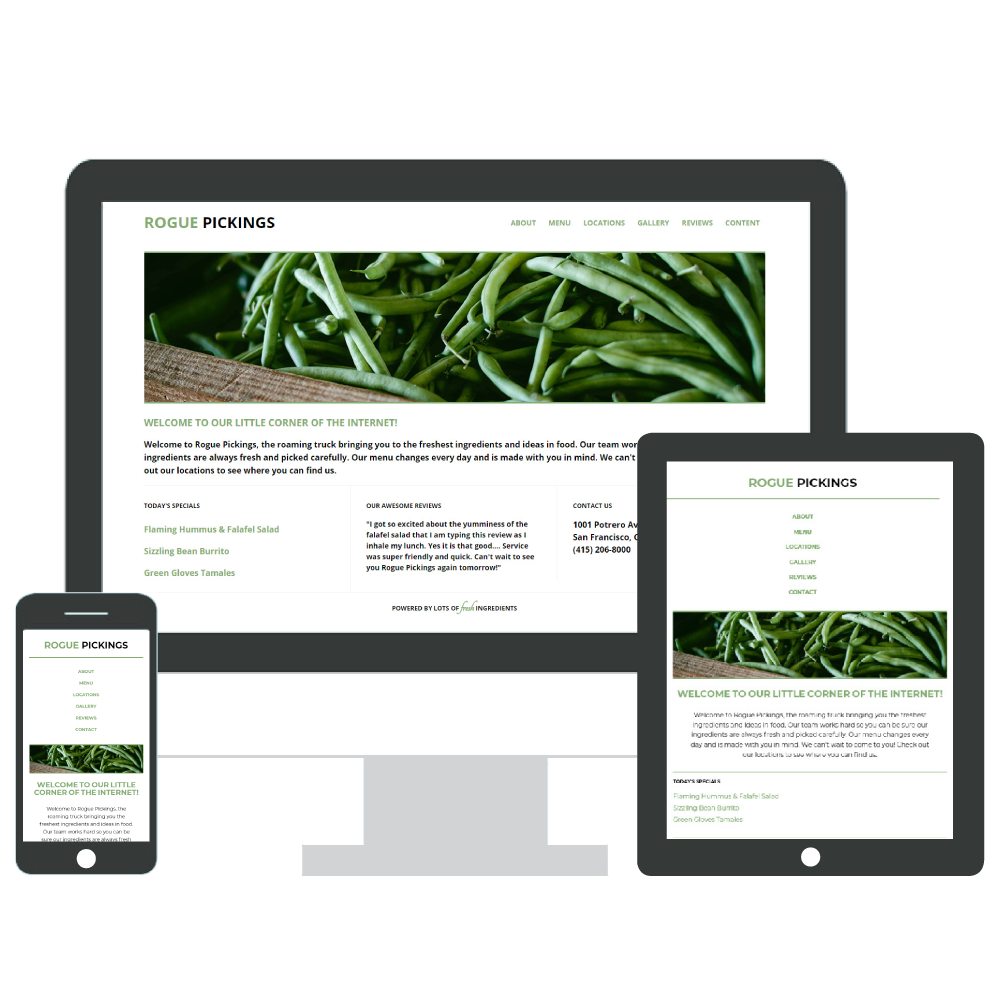 ROGUE PICKINGS
ABOUT MENU LOCATIONS GALLERY REVIEWS CONTENT
WELCOME TO OUR LITTLE CORNER OF THE INTERNET!
Welcome to Rogue Pickings, the roaming truck bringing you to the freshest ingredients and ideas in food. Our team
ingredients are always fresh and picked carefully. Our menu changes every day and is made with you in mind. We can't
out our locations to see where you can find us.
TODAY'S SPECIALS
Flaming Hummus & Falafel Salad
Sizzling Bean Burrito
Green Gloves Tamales
OUR AWESOME REVIEWS
"I got so excited about the yumminess of the
falafel salad that I am typing this review as I
inhale my lunch. Yes it is that good.... Service
was super friendly and quick. Can't wait to see
you Rogue Pickings again tomorrow!"
CONTACT US
1001 Potrero
San Francisco,
(415) 206-8000
POWERED BY LOTS OF fresh INGREDIENTS
ROGUE PICKINGS
ABOUT
MENU
LOCATIONS
GALLERY
REVIEWS
CONTACT
WELCOME TO OUR LITTLE CORNER OF THE INTERNET!
Welcome to Rogue Pickings, the roaming truck bringing you the freshest
ingredients and ideas in food. Our team works hard so you can be sure our
ingredients are always fresh and picked carefully. Our menu changes every
day and is made with you in mind. We can't wait to come to you! Check out
our locations to see where you can find us.
TODAY'S SPECIALS
Flaming Hummus & Falafel Salad
Sizzling Bean Burrito
Green Gloves Tamales
ROGUE PICKINGS
ABOUT
MENU
LOCATIONS
GALLERY
REVIEWS
CONTACT
WELCOME TO OUR LITTLE
CORNER OF THE INTERNET!
Welcome to Rogue Pickings, the
roaming truck bringing you the
freshest ingredients and ideas in food.
Our team works hard so you can be
sure our ingredients are always fresh